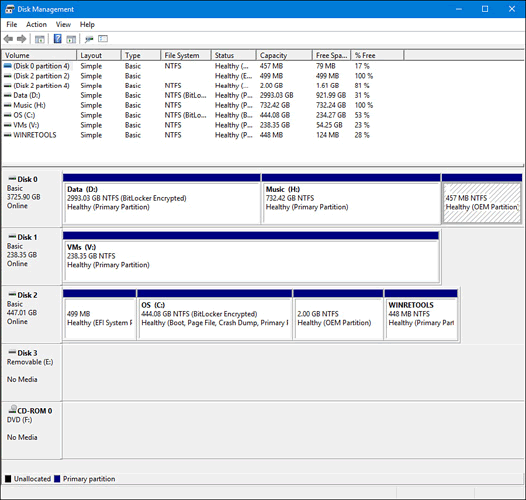 Disk Management
File Action View Help
Volume Layout Type File System Status Capacity Free Spa... % Free
(Disk 0 partition 4) Simple Basic NTFS Healthy (... 457 MB 79 MB 17 %
(Disk 2 partition 2) Simple Basic Healthy (E... 499 MB 499 MB 100 %
(Disk 2 partition 4) Simple Basic NTFS Healthy (... 2.00 GB 1.61 GB 81 %
Data (D:) Simple Basic NTFS (BitLo... Healthy (P... 2993.03 GB 921.99 GB 31 %
Music (H:) Simple Basic NTFS Healthy (P... 732.42 GB 732.24 GB 100 %
OS (C:) Simple Basic NTFS (BitLo... Healthy (B... 444.08 GB 234.27 GB 53 %
VMs (V:) Simple Basic NTFS Healthy (P... 238.35 GB 54.25 GB 23 %
WINRETOOLS Simple Basic NTFS Healthy (P... 448 MB 124 MB 28 %
Disk 0
Basic
3725.90 GB
Online
Data (D:)
2993.03 GB NTFS (BitLocker Encrypted)
Healthy (Primary Partition)
Music (H:)
732.42 GB NTFS
Healthy (Primary Partition)
457 MB NTFS
Healthy (OEM Partition)
Disk 1
Basic
238.35 GB
Online
VMs (V:)
238.35 GB NTFS
Healthy (Primary Partition)
Disk 2
Basic
447.01 GB
Online
499 MB
Healthy (EFI System P
OS (C:)
444.08 GB NTFS (BitLocker Encrypted)
Healthy (Boot, Page File, Crash Dump, Primary P
2.00 GB NTFS
Healthy (OEM Partition)
WINRETOOLS
448 MB NTFS
Healthy (Primary Part
Disk 3
Removable (E:)
No Media
CD-ROM 0
DVD (F:)
No Media
Unallocated Primary partition